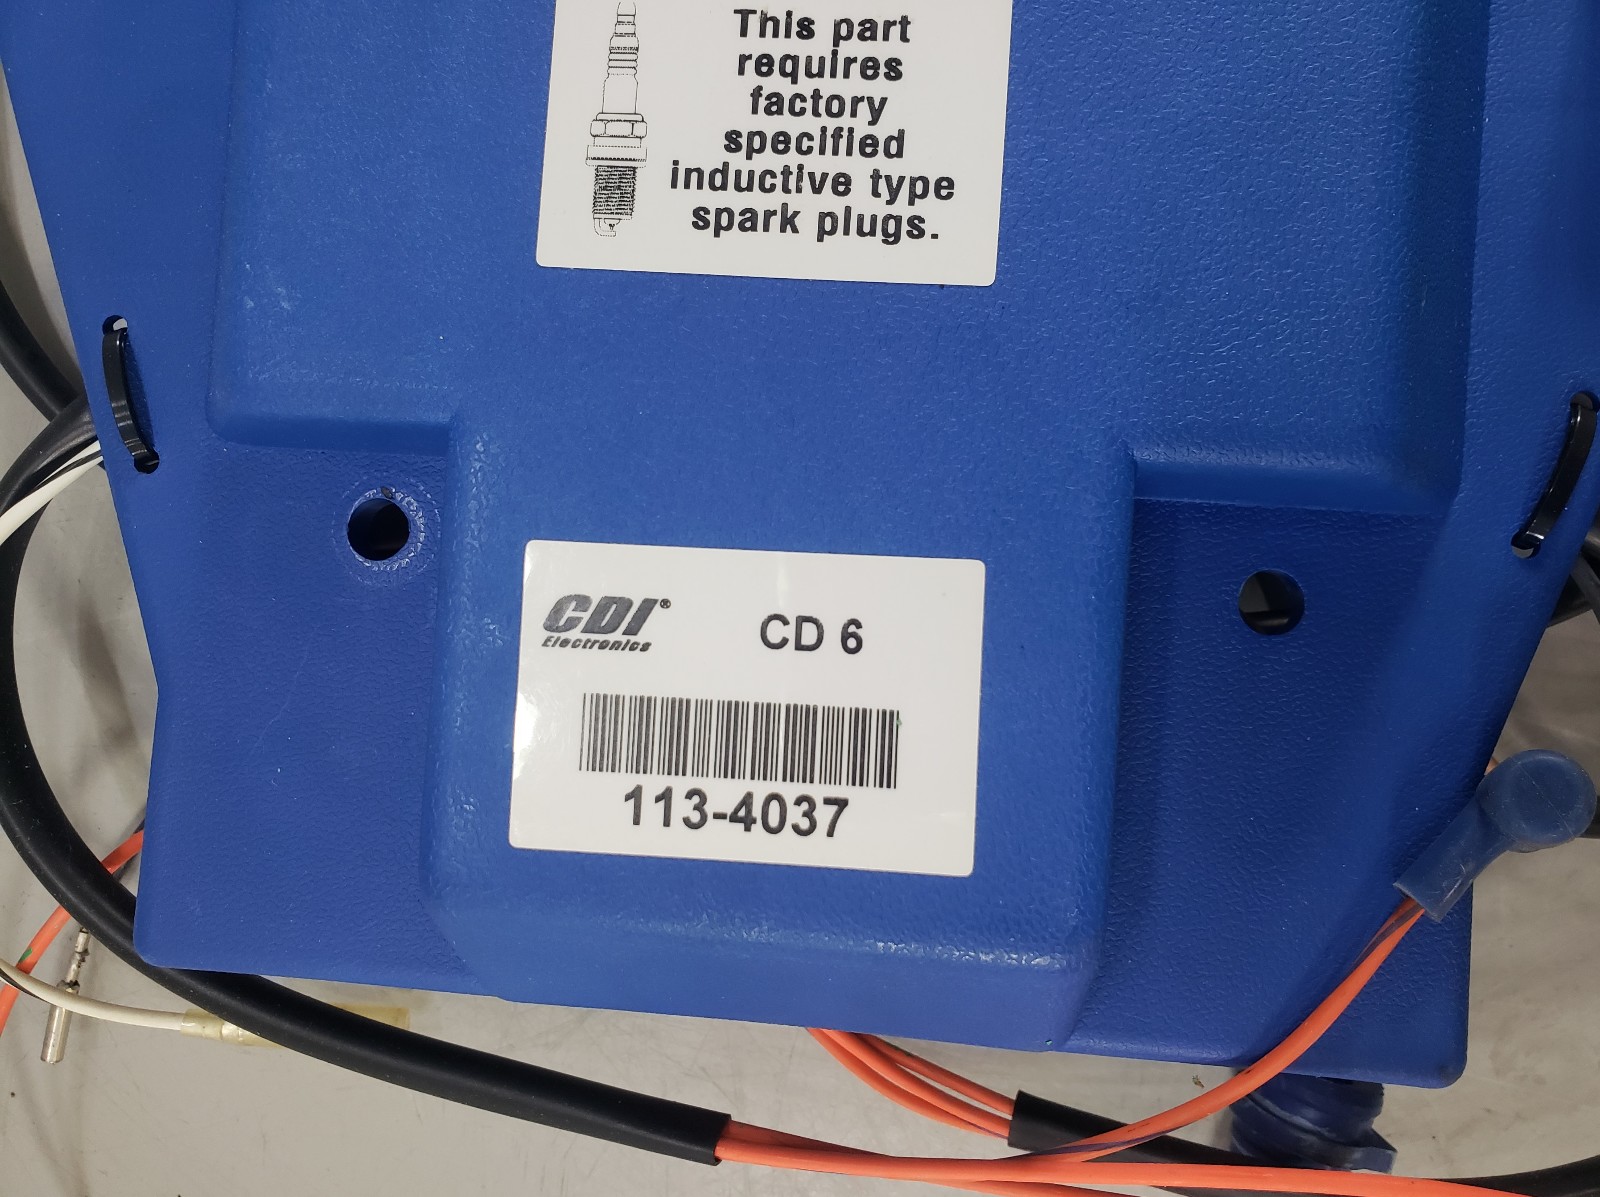 This part
requires
factory
specified
inductive type
spark plugs.
CDI®
Electronics
CD 6
113-4037